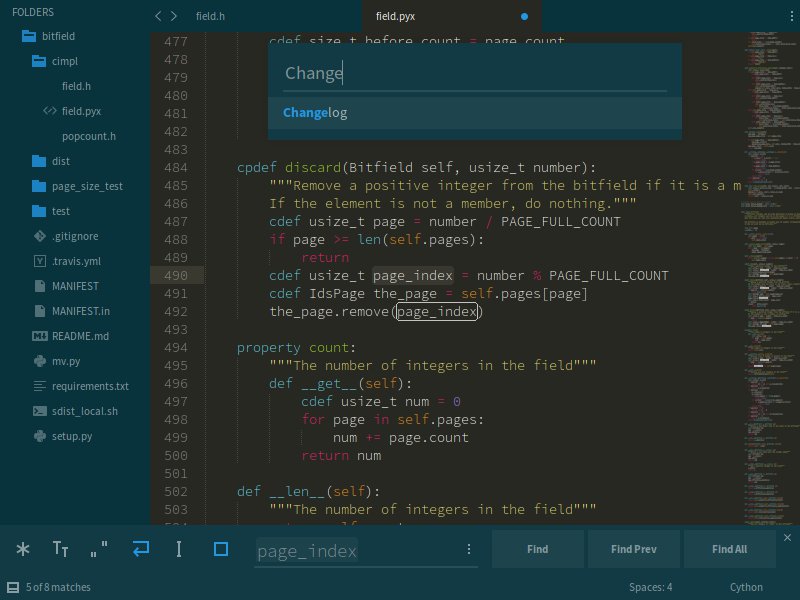 FOLDERS
bitfield
cimpl
field.h
field.pyx
popcount.h
dist
page_size_test
test
.gitignore
.travis.yml
MANIFEST
MANIFEST.in
README.md
mv.py
requirements.txt
sdist_local.sh
setup.py
field.h
field.pyx
Change
Changelog
477 cdef size_t before_count = page.count
478
479
480
481
482
483
484 cpdef discard(Bitfield self, usize_t number):
485 """Remove a positive integer from the bitfield if it is a m
486 If the element is not a member, do nothing."""
487 cdef usize_t page = number / PAGE_FULL_COUNT
488 if page >= len(self.pages):
489 return
490 cdef usize_t page_index = number % PAGE_FULL_COUNT
491 cdef IdsPage the_page = self.pages[page]
492 the_page.remove(page_index)
493
494 property count:
495 """The number of integers in the field"""
496 def __get__(self):
497 cdef usize_t num = 0
498 for page in self.pages:
499 num += page.count
500 return num
501
502 def __len__(self):
503 """The number of integers in the field"""
page_index
Find
Find Prev
Find All
5 of 8 matches
Spaces: 4
Cython